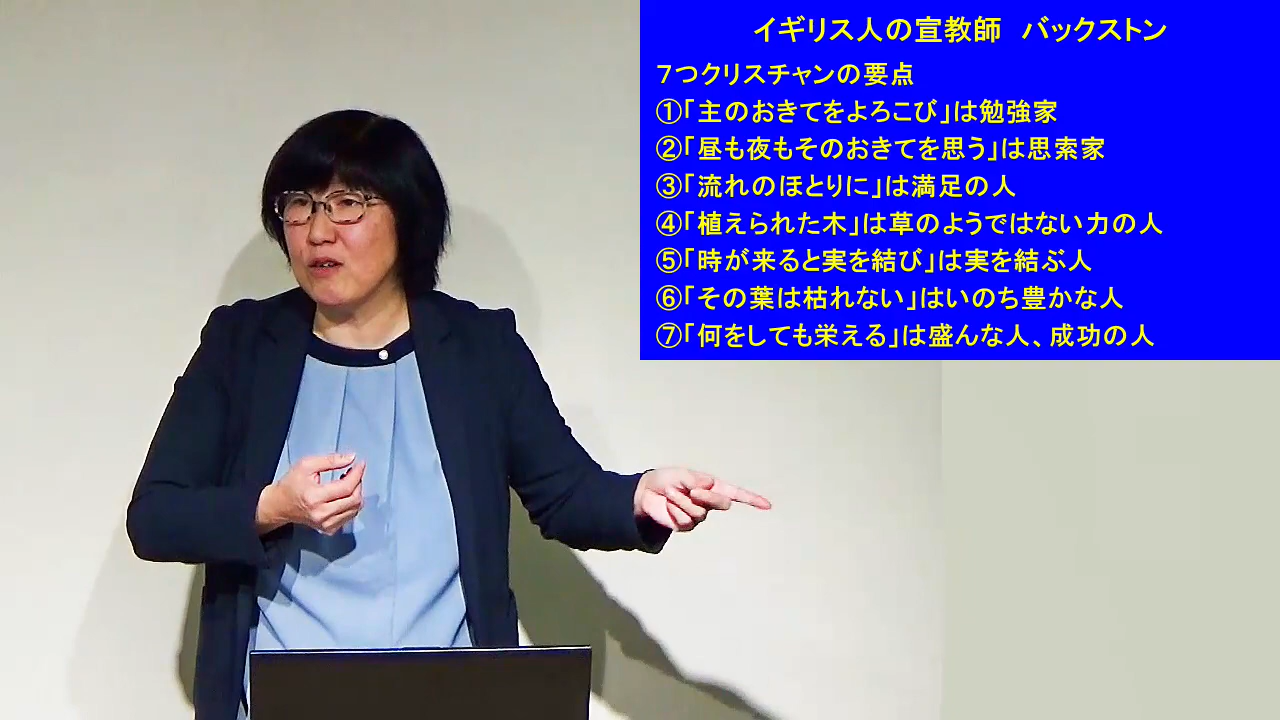 イギリス人の宣教師　バックストン
７つクリスチャンの要点
①「主のおきてをよろこび」は勉強家
②「昼も夜もそのおきてを思う」は思索家
③「流れのほとりに」は満足の人
④「植えられた木」は草のようではない力の人
⑤「時が来ると実を結び」は実を結ぶ人
⑥「その葉は枯れない」はいのち豊かな人
⑦「何をしても栄える」は盛んな人、成功の人